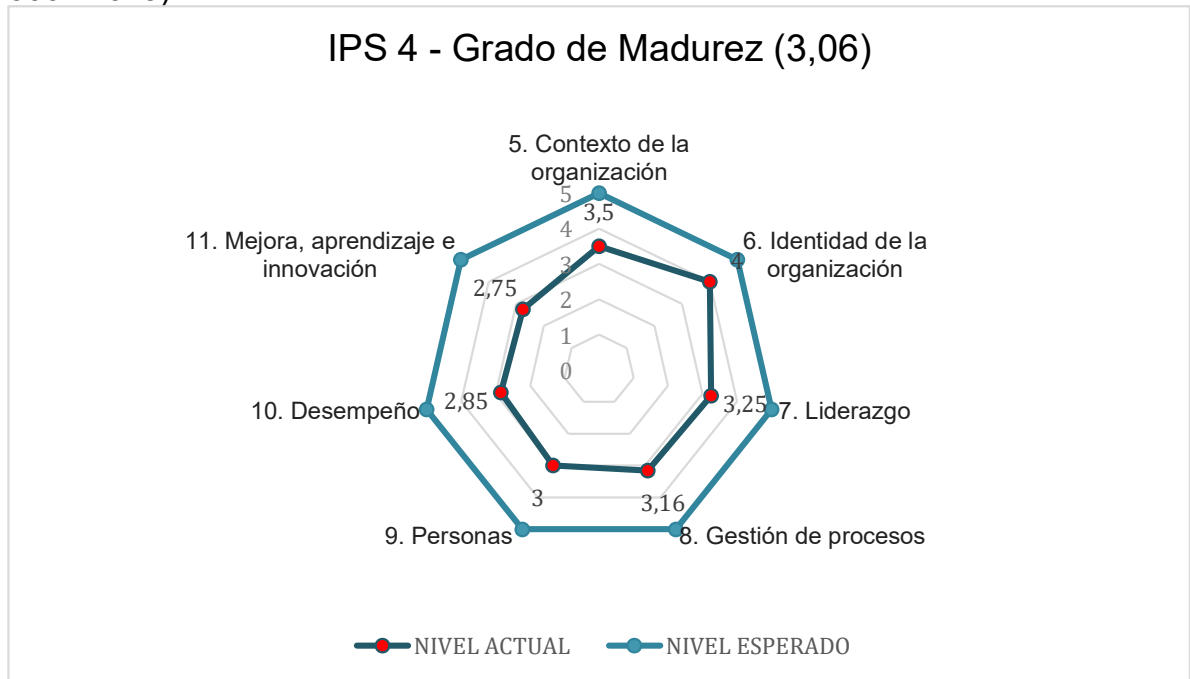 IPS 4 - Grado de Madurez (3,06)
5. Contexto de la
organización
5
3,5
4
3
2
1
0
6. Identidad de la
organización
4
11. Mejora, aprendizaje e
innovación
2,75
10. Desempeño
2,85
3,25
7. Liderazgo
3
3,16
9. Personas
8. Gestión de procesos
NIVEL ACTUAL
NIVEL ESPERADO